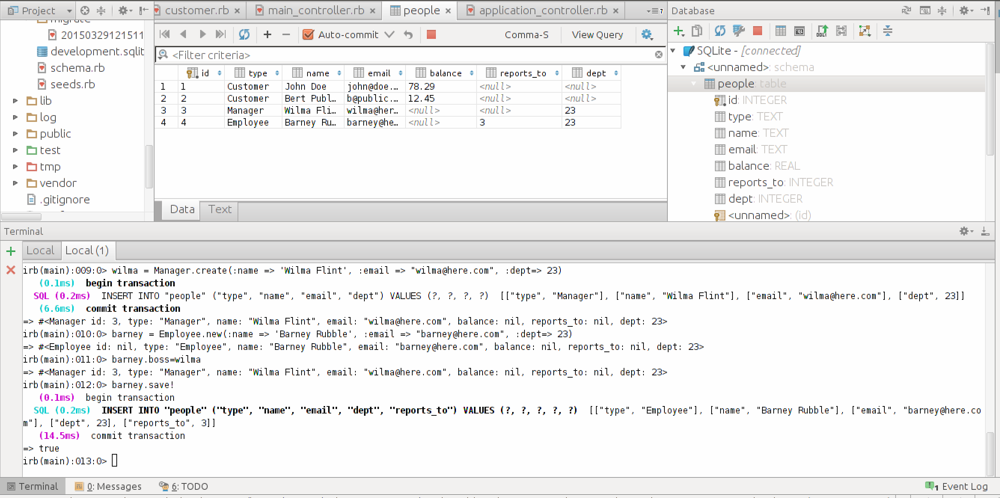 Project
customer.rb
main_controller.rb
people
application_controller.rb
7
Database
migrate
20150329121511
development.sqlit
schema.rb
seeds.rb
lib
log
public
test
tmp
vendor
.gitignore
Auto-commit
Comma-S
View Query
<Filter criteria>
id type name email balance reports_to dept
1 1 Customer John Doe john@doe.… 78.29 <null> <null>
2 2 Customer Bert Publ… b@public.… 12.45 <null> <null>
3 3 Manager Wilma Fli… wilma@her… <null> <null> 23
4 4 Employee Barney Ru… barney@he… <null> 3 23
Data Text
SQL
SQL
DDL
SQLite - [connected]
<unnamed>: schema
people: table
id: INTEGER
type: TEXT
name: TEXT
email: TEXT
balance: REAL
reports_to: INTEGER
dept: INTEGER
<unnamed>: (id)
Terminal
Local Local (1)
irb(main):009:0> wilma = Manager.create(:name => 'Wilma Flint', :email => "wilma@here.com", :dept=> 23)
(0.1ms) begin transaction
SQL (0.2ms) INSERT INTO "people" ("type", "name", "email", "dept") VALUES (?, ?, ?, ?) [["type", "Manager"], ["name", "Wilma Flint"], ["email", "wilma@here.com"], ["dept", 23]]
(6.6ms) commit transaction
=> #<Manager id: 3, type: "Manager", name: "Wilma Flint", email: "wilma@here.com", balance: nil, reports_to: nil, dept: 23>
irb(main):010:0> barney = Employee.new(:name => 'Barney Rubble', :email => "barney@here.com", :dept=> 23)
=> #<Employee id: nil, type: "Employee", name: "Barney Rubble", email: "barney@here.com", balance: nil, reports_to: nil, dept: 23>
irb(main):011:0> barney.boss=wilma
=> #<Manager id: 3, type: "Manager", name: "Wilma Flint", email: "wilma@here.com", balance: nil, reports_to: nil, dept: 23>
irb(main):012:0> barney.save!
(0.1ms) begin transaction
SQL (0.2ms) INSERT INTO "people" ("type", "name", "email", "dept", "reports_to") VALUES (?, ?, ?, ?, ?) [["type", "Employee"], ["name", "Barney Rubble"], ["email", "barney@here.co
m"], ["dept", 23], ["reports_to", 3]]
(14.5ms) commit transaction
=> true
irb(main):013:0>
Terminal 0: Messages 6: TODO 1 Event Log